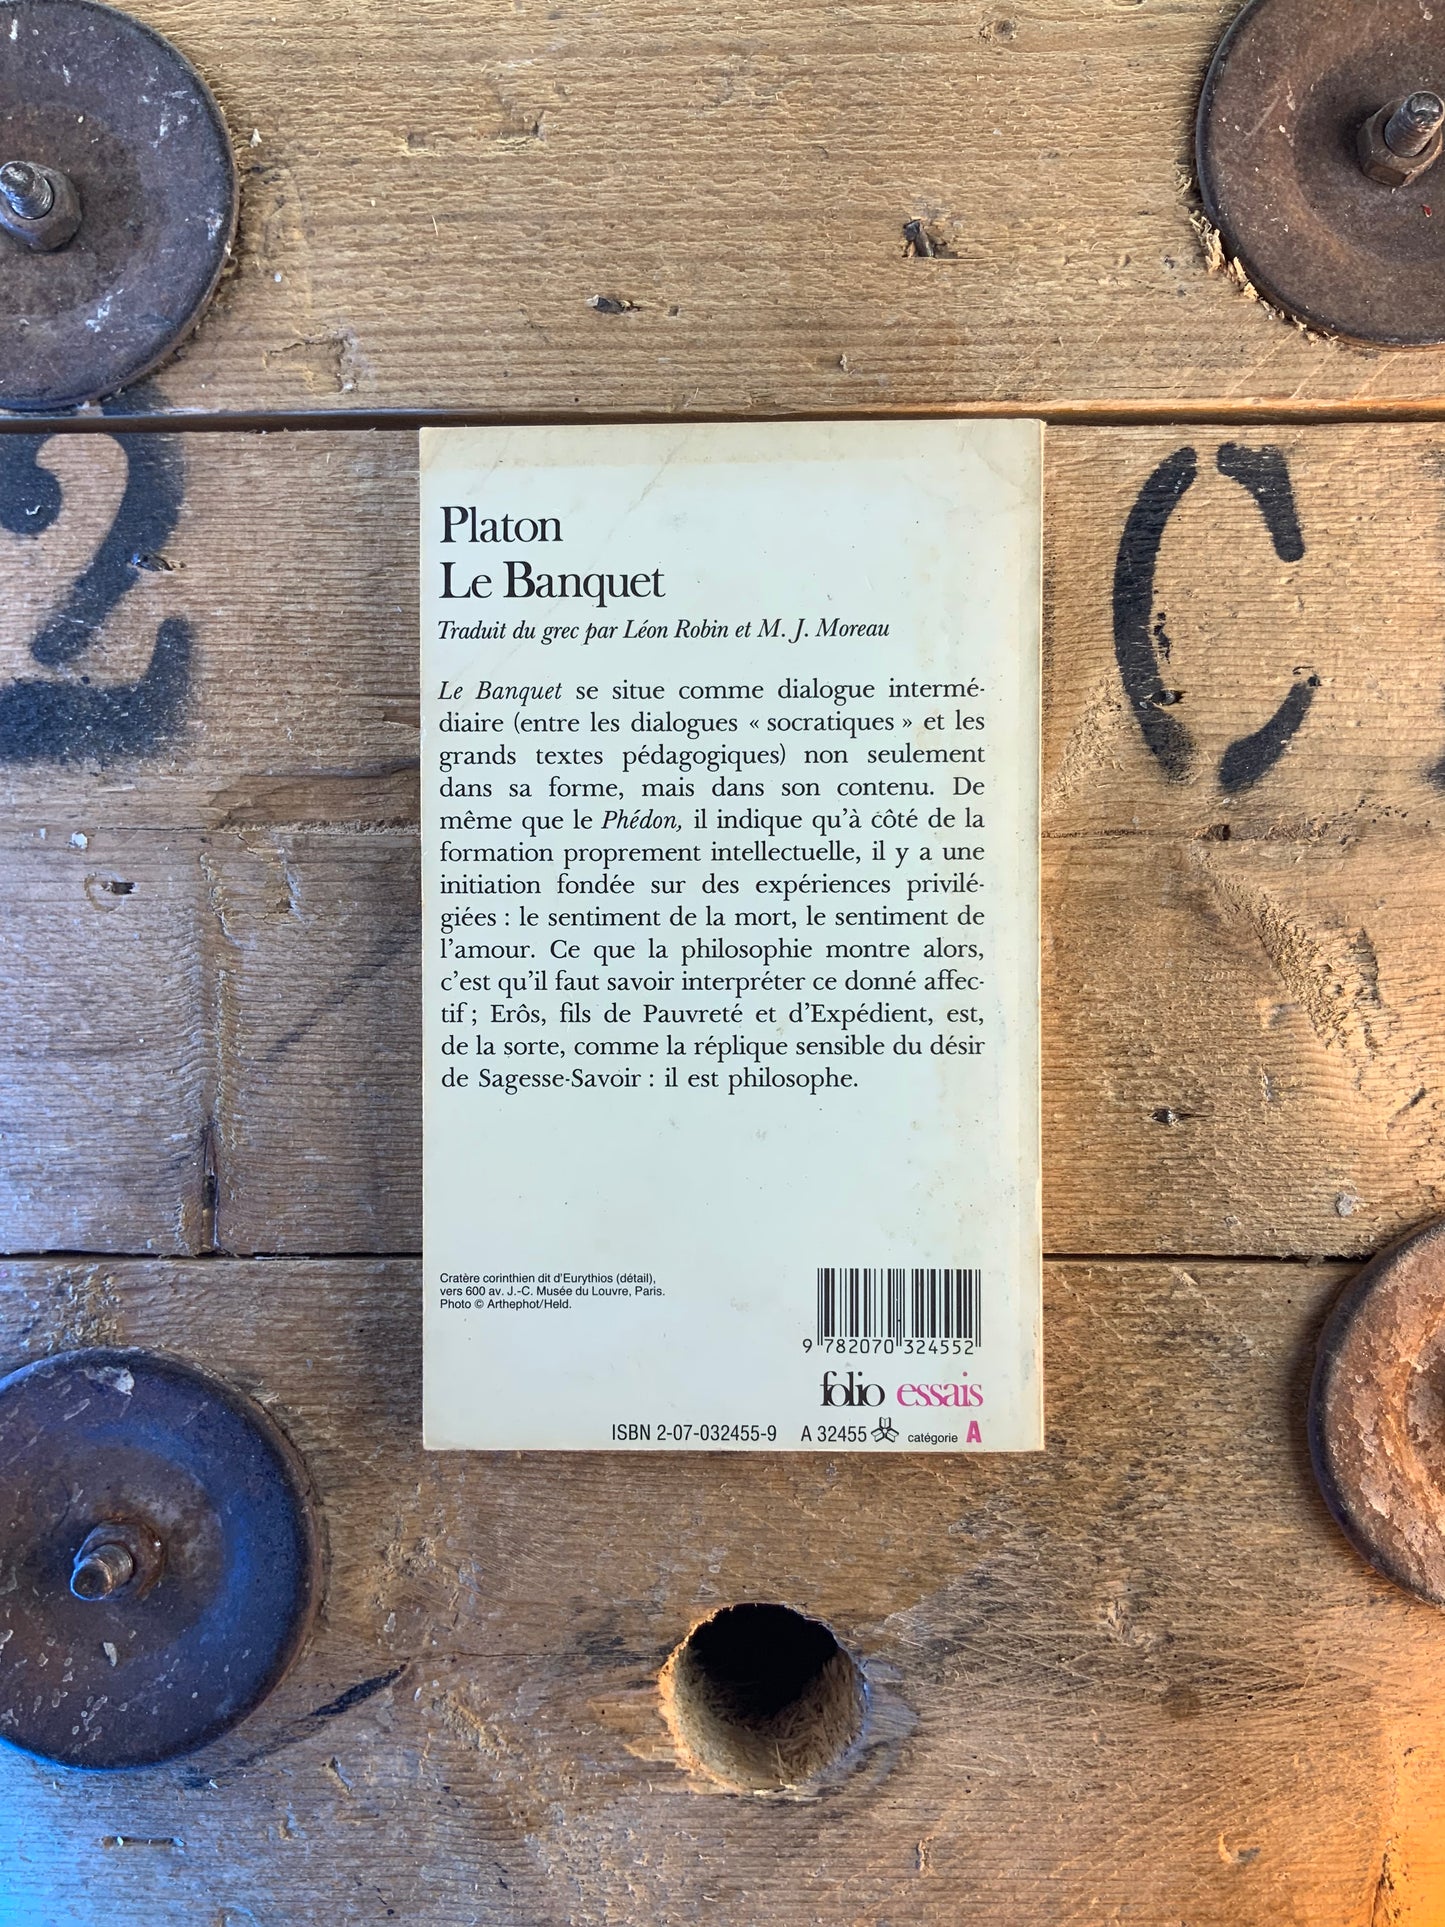 2
C
Platon
Le Banquet
Traduit du grec par Léon Robin et M. J. Moreau
Le Banquet se situe comme dialogue intermé-
diaire (entre les dialogues « socratiques » et les
grands textes pédagogiques) non seulement
dans sa forme, mais dans son contenu. De
même que le Phédon, il indique qu'à côté de la
formation proprement intellectuelle, il y a une
initiation fondée sur des expériences privilé-
giées : le sentiment de la mort, le sentiment de
l'amour. Ce que la philosophie montre alors,
c'est qu'il faut savoir interpréter ce donné affec-
tif ; Erôs, fils de Pauvreté et d'Expédient, est,
de la sorte, comme la réplique sensible du désir
de Sagesse-Savoir : il est philosophe.
Cratère corinthien dit d'Eurythios (détail),
vers 600 av. J.-C. Musée du Louvre, Paris.
Photo © Arthephot/Held.
9 782070 324552
folio essais
ISBN 2-07-032455-9 A 32455 catégorie A